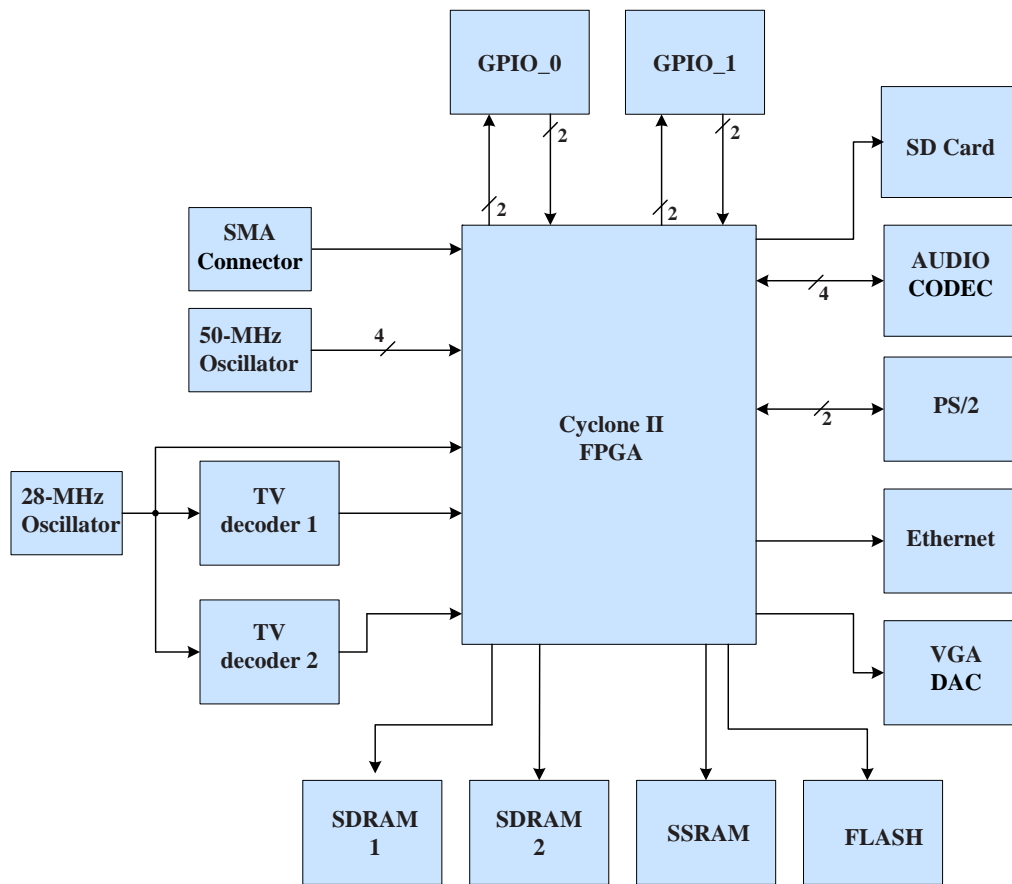 GPIO_0
GPIO_1
2
2
2
2
SD Card
SMA
Connector
AUDIO
CODEC
4
50-MHz
Oscillator
4
PS/2
2
Cyclone II
FPGA
28-MHz
Oscillator
TV
decoder 1
Ethernet
TV
decoder 2
VGA
DAC
SDRAM
1
SDRAM
2
SSRAM
FLASH